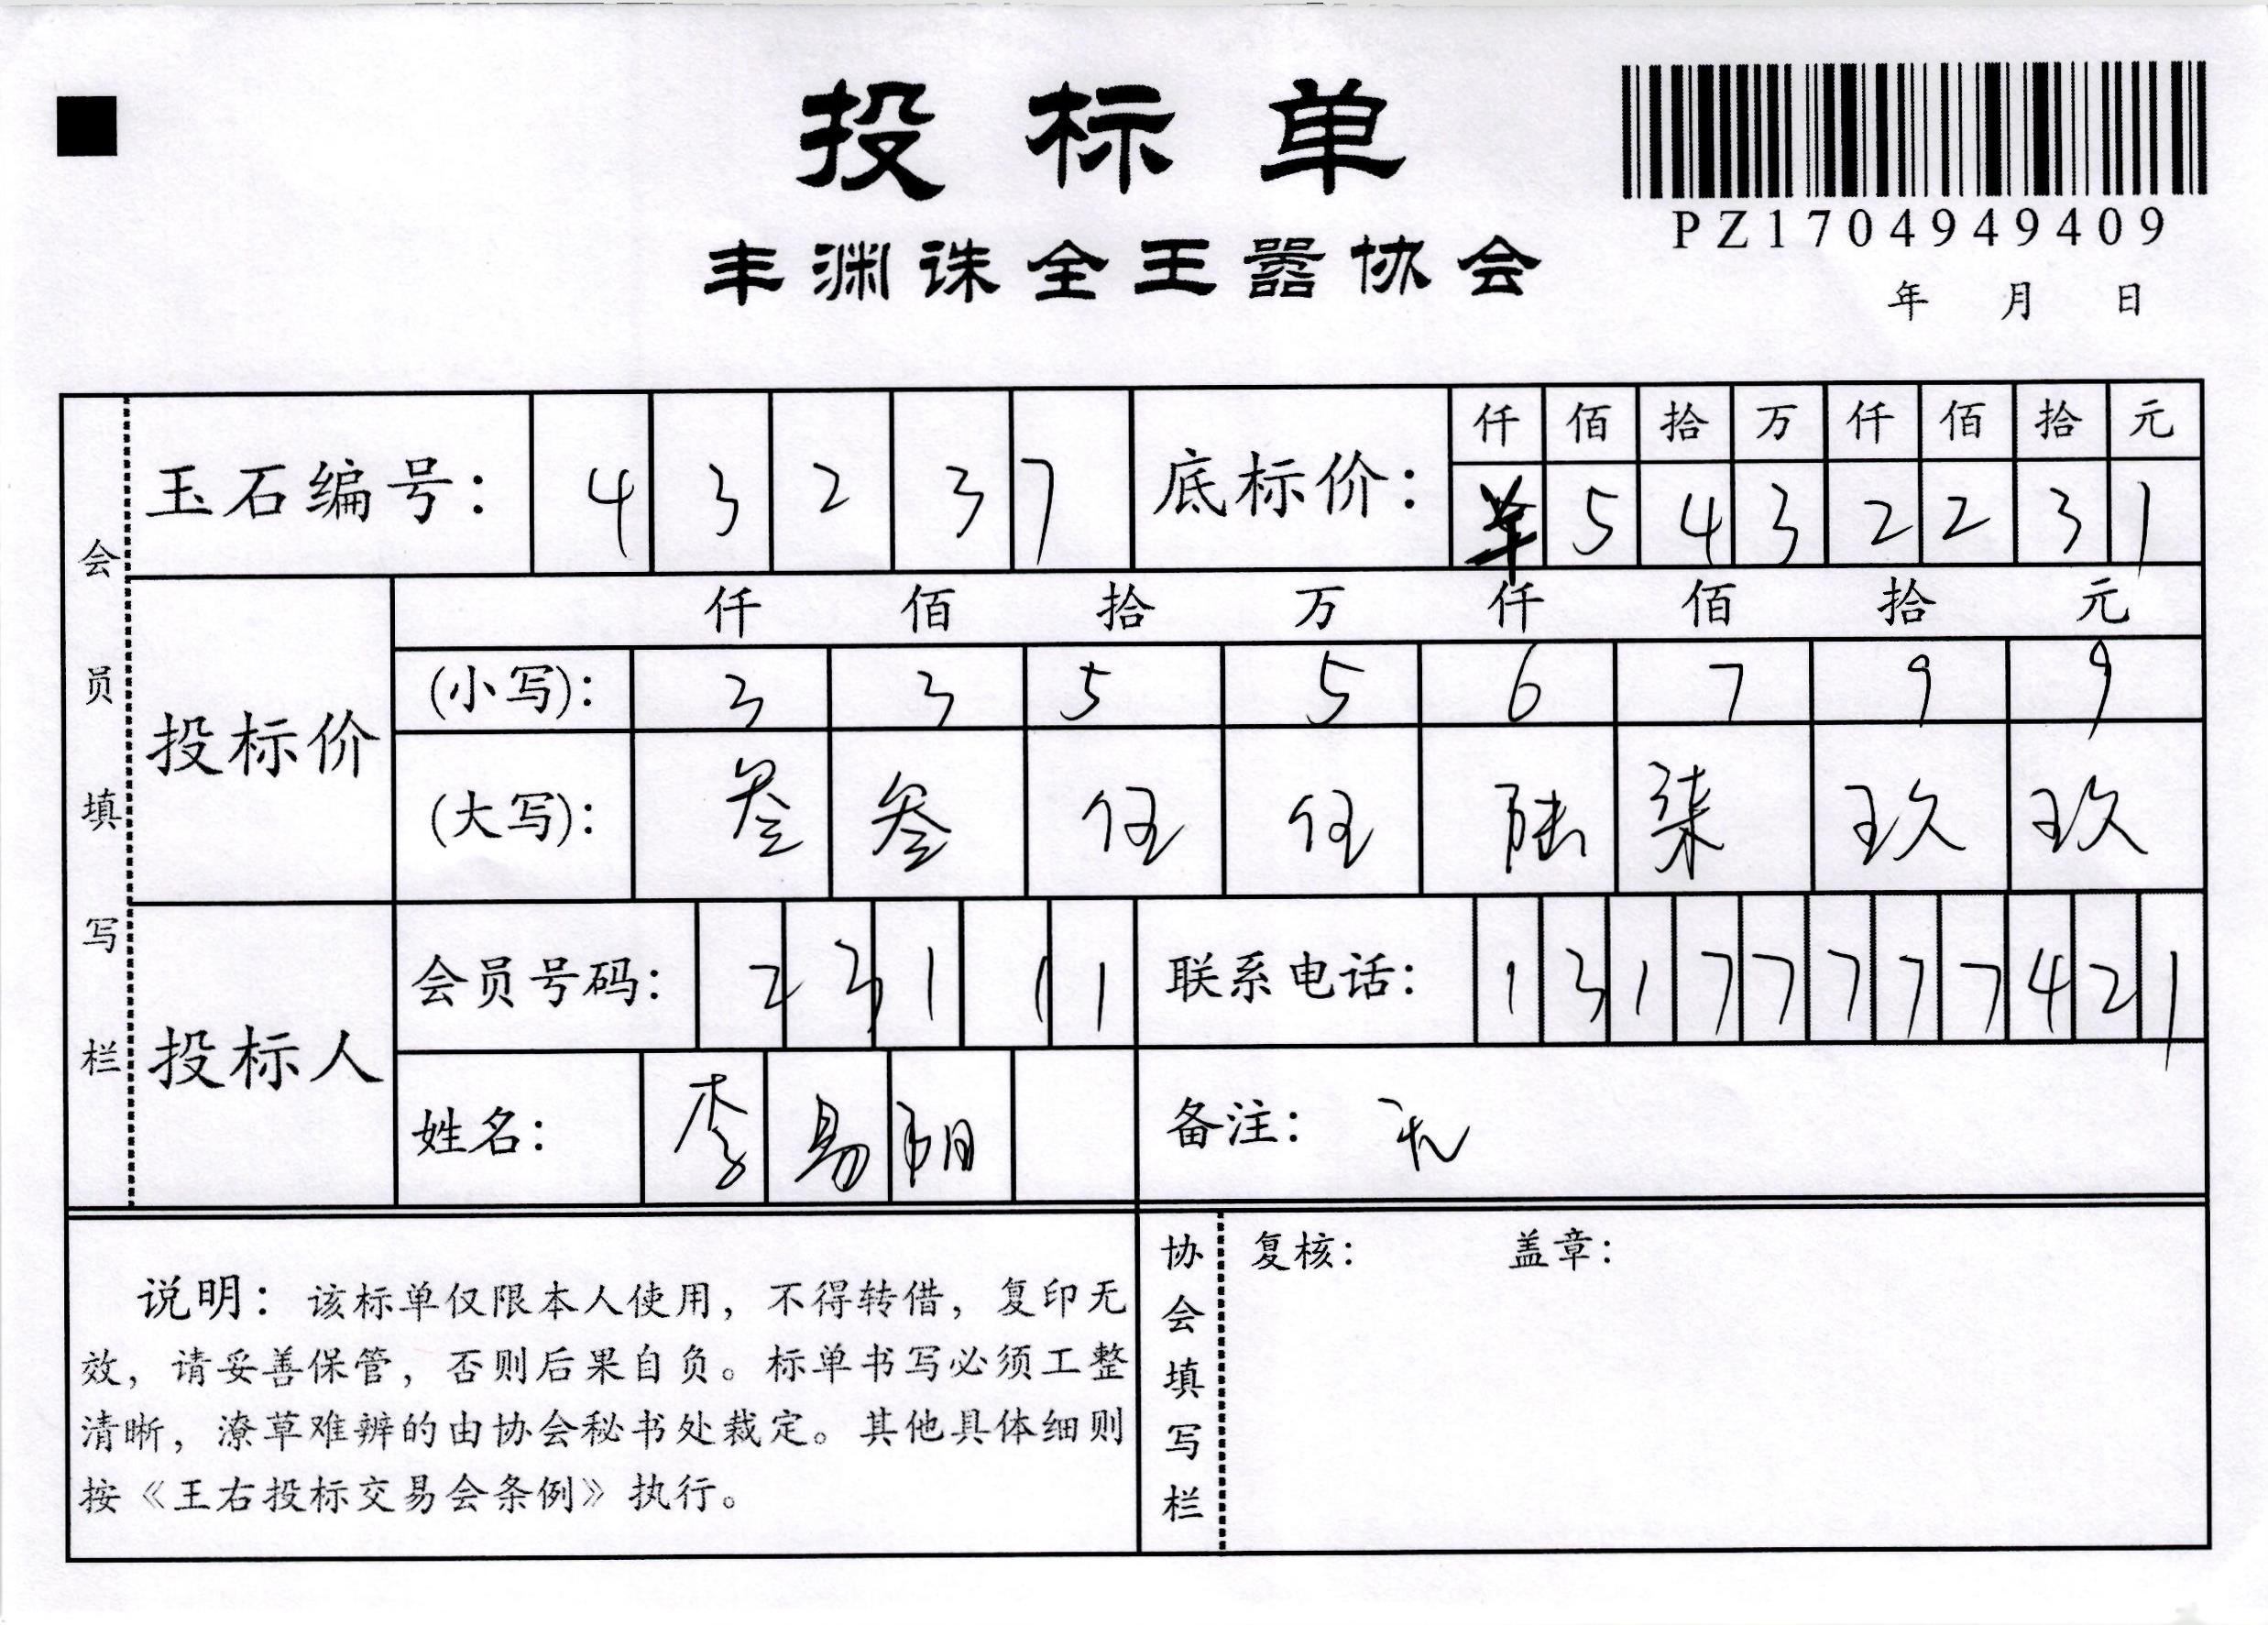 投标单
PZ1704949409
丰渊诛全王嚣协会
年 月 日
会员填写栏
玉石编号: 4 3 2 3 7
底标价: 仟 佰 拾 万 仟 佰 拾 元
5 4 3 2 2 3 1
投标价
仟 佰 拾 万 仟 佰 拾 元
(小写): 3 3 5 5 6 7 9 9
(大写): 叁 叁 伍 伍 陆 柒 玖 玖
投标人
会员号码: 2 3 1 1 1
联系电话: 1 3 1 7 7 7 7 7 4 2 1
姓名: 李 易 阳
备注: 无
说明: 该标单仅限本人使用, 不得转借, 复印无
效, 请妥善保管, 否则后果自负。标单书写必须工整
清晰, 潦草难辨的由协会秘书处裁定。其他具体细则
按《王右投标交易会条例》执行。
协会填写栏
复核: 盖章: